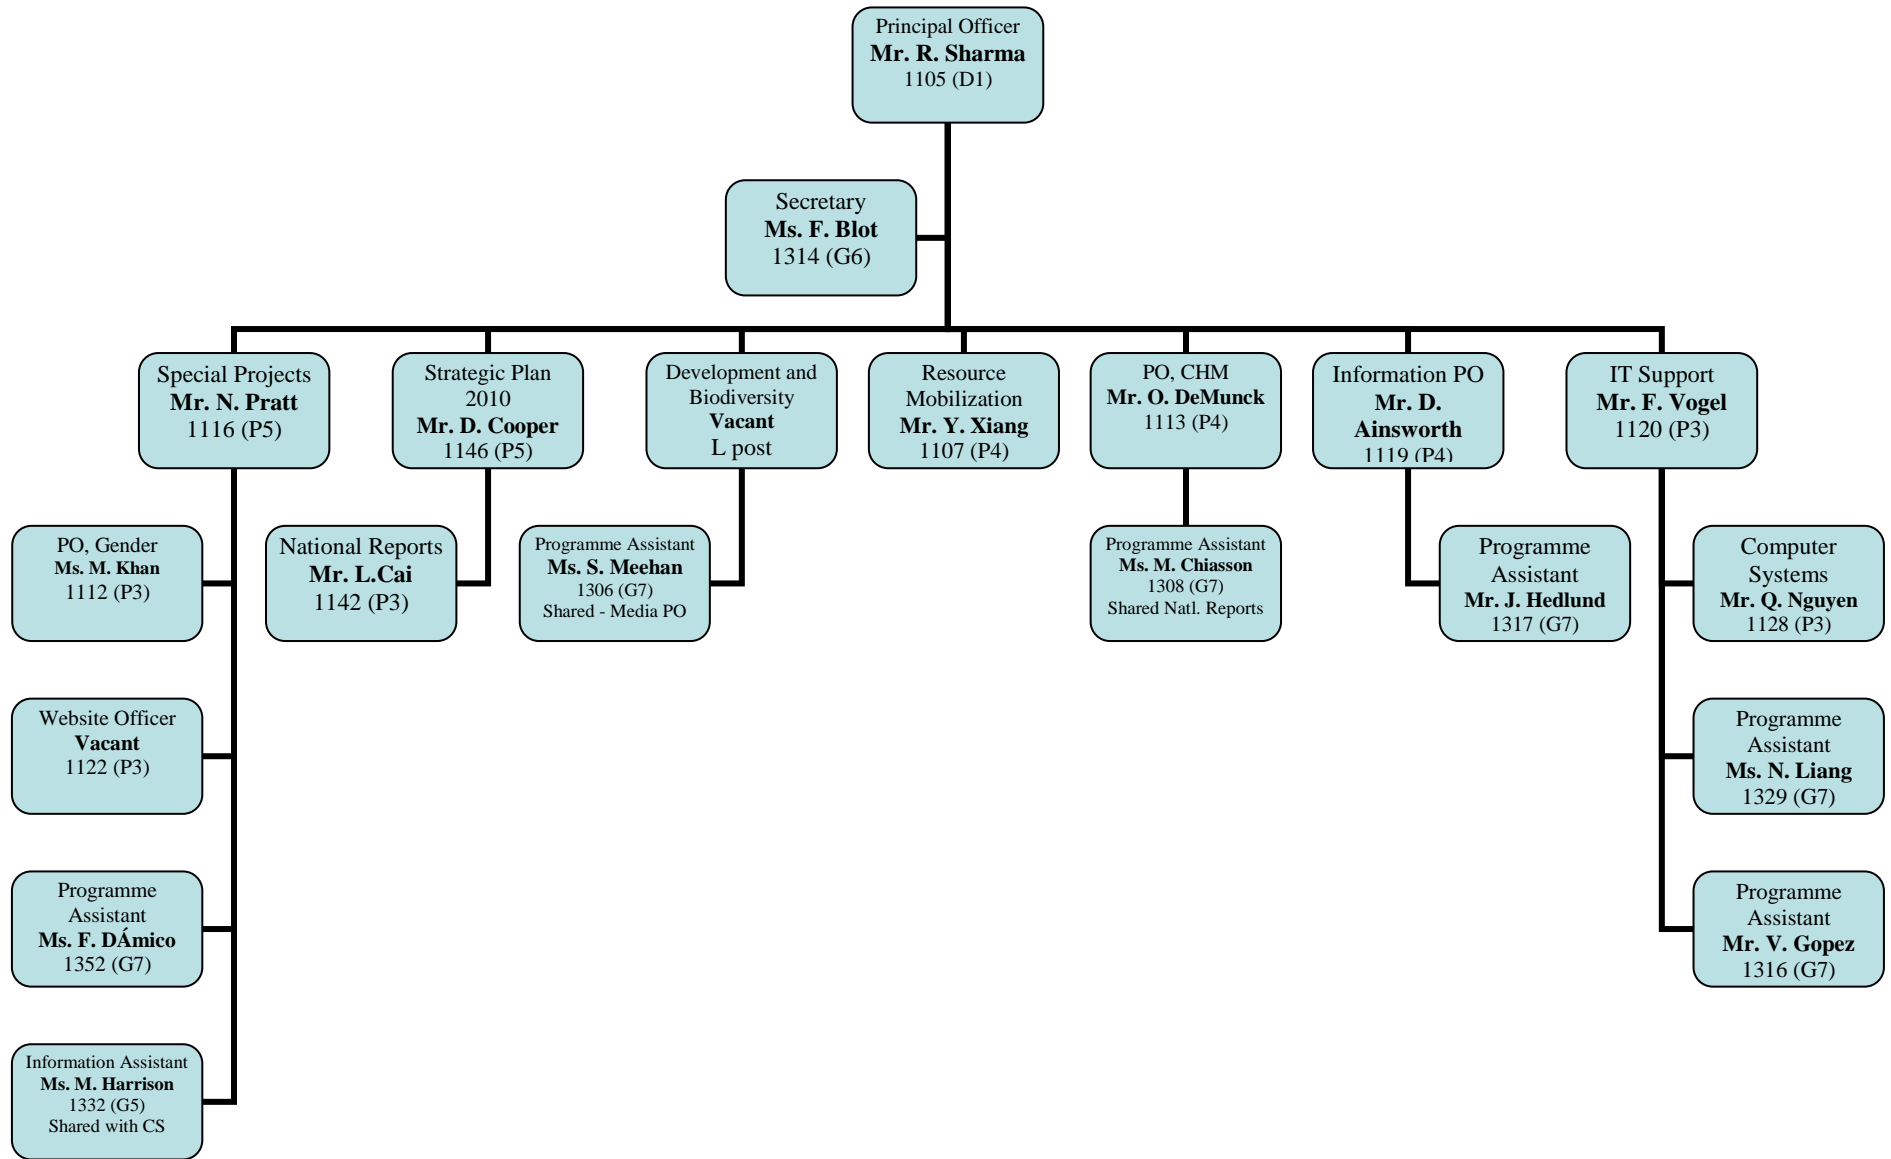 Principal Officer
Mr. R. Sharma
1105 (D1)
Secretary
Ms. F. Blot
1314 (G6)
Special Projects
Mr. N. Pratt
1116 (P5)
Strategic Plan
2010
Mr. D. Cooper
1146 (P5)
Development and
Biodiversity
Vacant
L post
Resource
Mobilization
Mr. Y. Xiang
1107 (P4)
PO, CHM
Mr. O. DeMunck
1113 (P4)
Information PO
Mr. D.
Ainsworth
1119 (P4)
IT Support
Mr. F. Vogel
1120 (P3)
PO, Gender
Ms. M. Khan
1112 (P3)
National Reports
Mr. L.Cai
1142 (P3)
Programme Assistant
Ms. S. Meehan
1306 (G7)
Shared - Media PO
Programme Assistant
Ms. M. Chiasson
1308 (G7)
Shared Natl. Reports
Programme
Assistant
Mr. J. Hedlund
1317 (G7)
Computer
Systems
Mr. Q. Nguyen
1128 (P3)
Website Officer
Vacant
1122 (P3)
Programme
Assistant
Ms. N. Liang
1329 (G7)
Programme
Assistant
Ms. F. DÁmico
1352 (G7)
Programme
Assistant
Mr. V. Gopez
1316 (G7)
Information Assistant
Ms. M. Harrison
1332 (G5)
Shared with CS